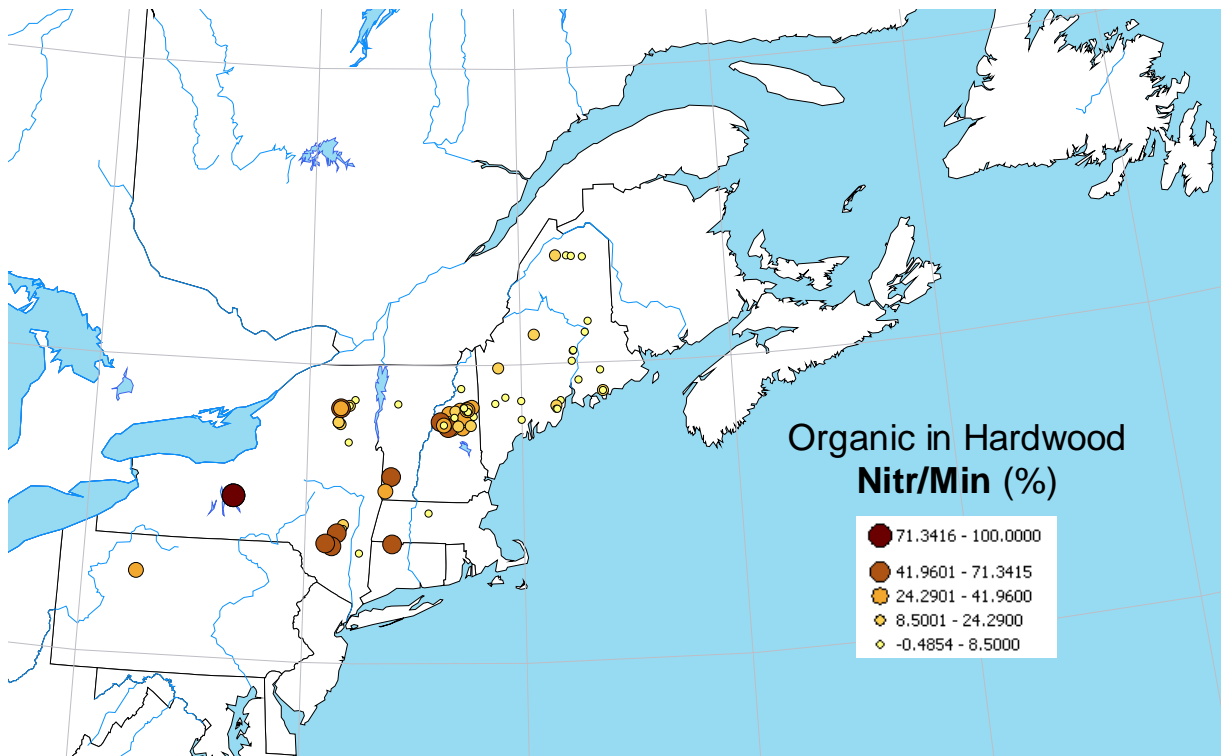 Organic in Hardwood
Nitr/Min (%)
71.3416 - 100.0000
41.9601 - 71.3415
24.2901 - 41.9600
8.5001 - 24.2900
-0.4854 - 8.5000